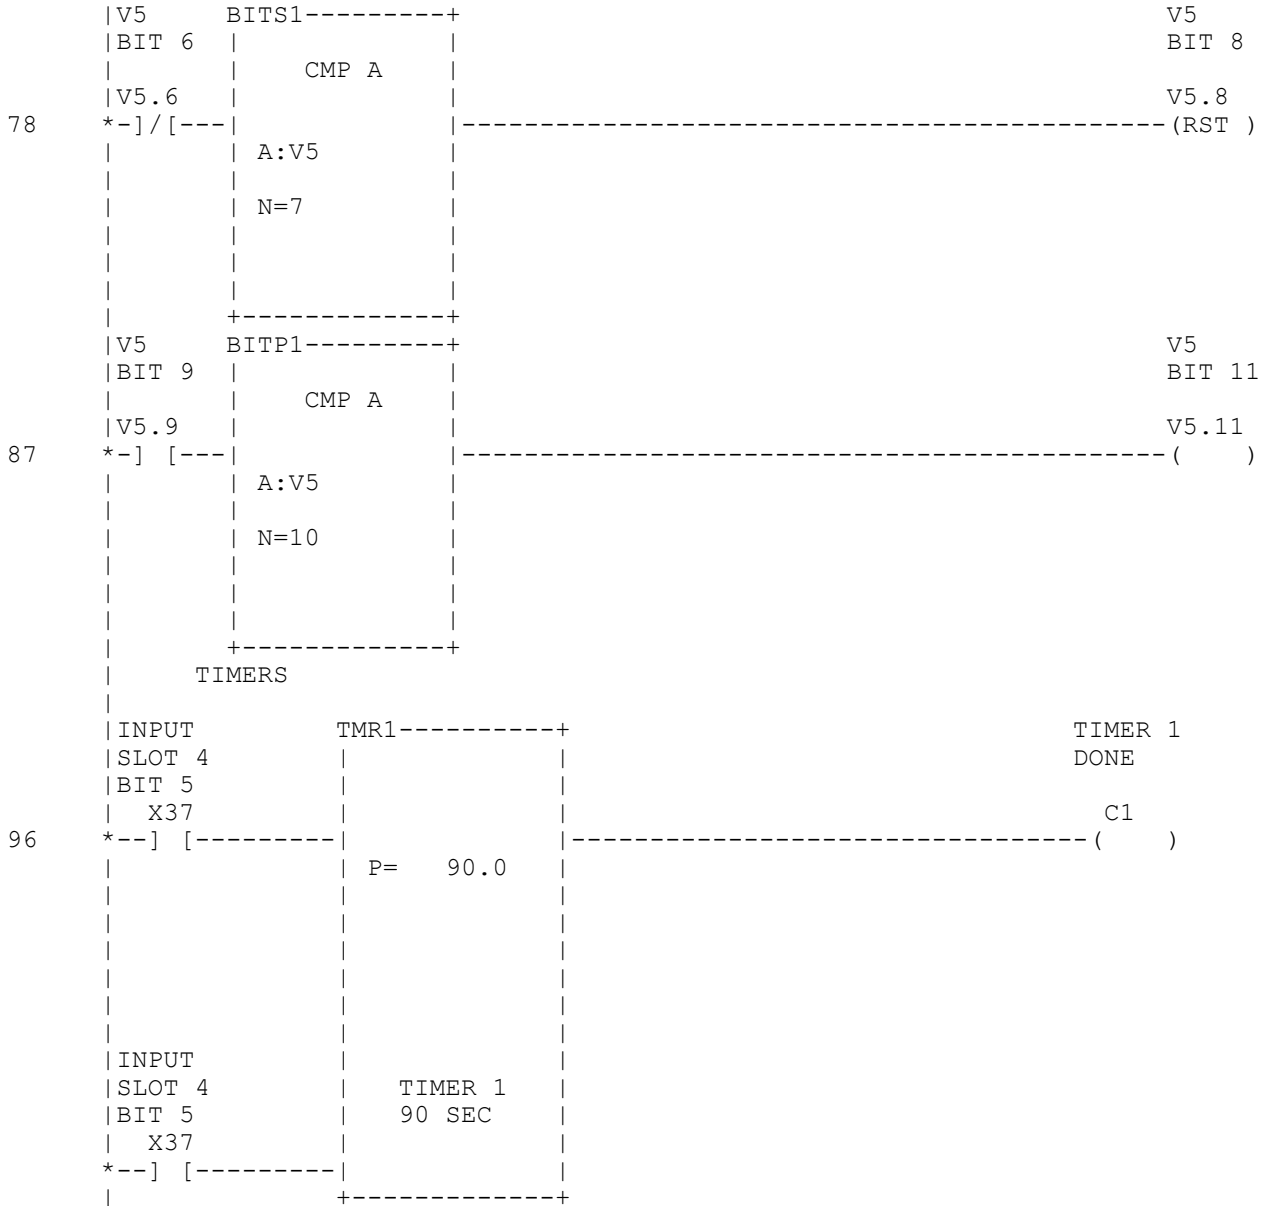 |V5       BITS1---------+                                              V5
|BIT 6  |             |                                              BIT 8
|       |    CMP A    |
|V5.6   |             |                                              V5.8
78      *-]/[---|             |---------------------------------------------(RST )
|       | A:V5        |
|       | N=7         |
|       +-------------+
|V5       BITP1---------+                                              V5
|BIT 9  |             |                                              BIT 11
|       |    CMP A    |
|V5.9   |             |                                              V5.11
87      *-] [---|             |---------------------------------------------(    )
|       | A:V5        |
|       | N=10        |
|       +-------------+
|     TIMERS
|INPUT         TMR1----------+                                TIMER 1
|SLOT 4        |             |                                DONE
|BIT 5         |             |
|  X37         |             |                                  C1
96      *--] [---------|             |---------------------------------(    )
|              | P=   90.0   |
|INPUT         |             |
|SLOT 4        |   TIMER 1   |
|BIT 5         |   90 SEC    |
|  X37         |             |
*--] [---------|             |
|              +-------------+